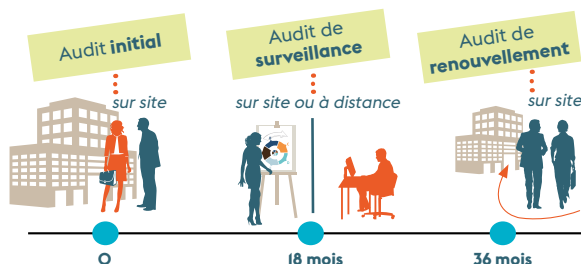 Audit initial
sur site
Audit de
surveillance
sur site ou à distance
Audit de
renouvellement
sur site
0
18 mois
36 mois